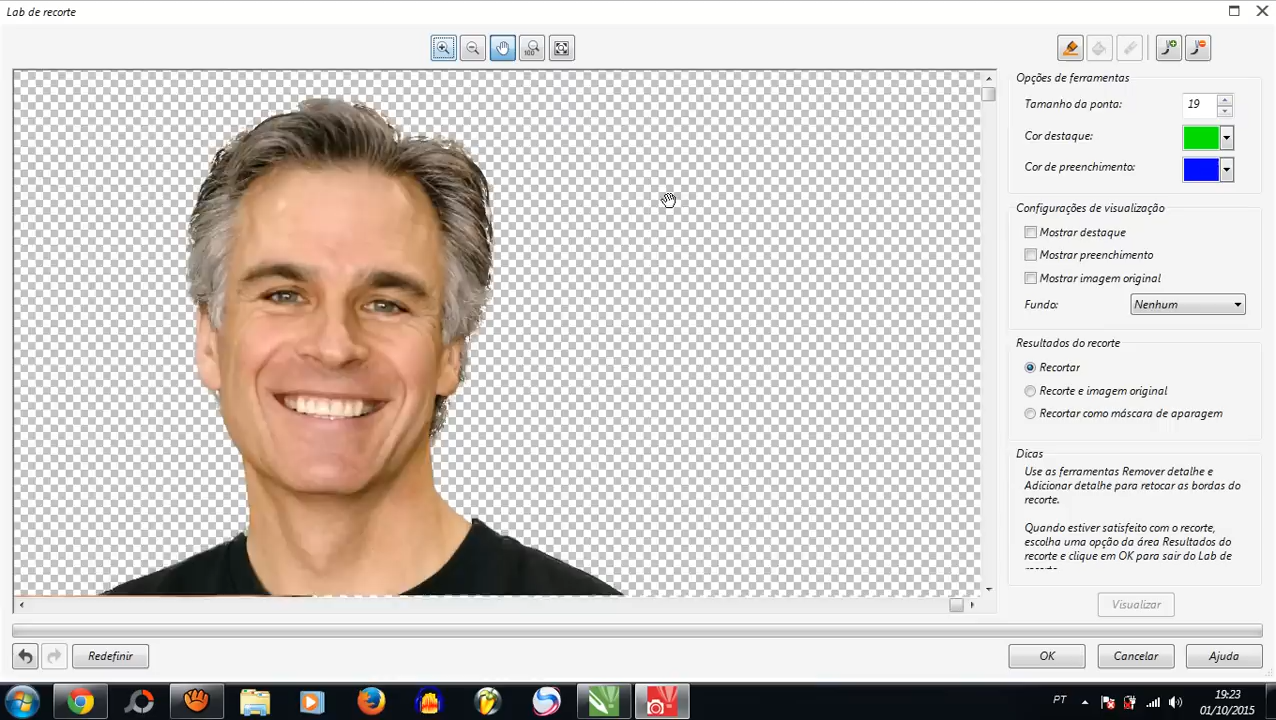 Lab de recorte
100
Opções de ferramentas
Tamanho da ponta: 19
Cor destaque:
Cor de preenchimento:
Configurações de visualização
Mostrar destaque
Mostrar preenchimento
Mostrar imagem original
Fundo: Nenhum
Resultados do recorte
Recortar
Recorte e imagem original
Recortar como máscara de aparagem
Dicas
Use as ferramentas Remover detalhe e
Adicionar detalhe para retocar as bordas do
recorte.
Quando estiver satisfeito com o recorte,
escolha uma opção da área Resultados do
recorte e clique em OK para sair do Lab de
Visualizar
Redefinir
OK
Cancelar
Ajuda
PT
19:23
01/10/2015